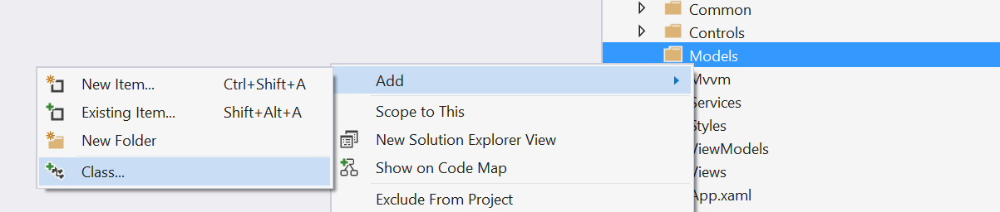 New Item... Ctrl+Shift+A
Existing Item... Shift+Alt+A
New Folder
Class...
Add
Scope to This
New Solution Explorer View
Show on Code Map
Exclude From Project
Common
Controls
Models
Mvvm
Services
Styles
ViewModels
Views
App.xaml